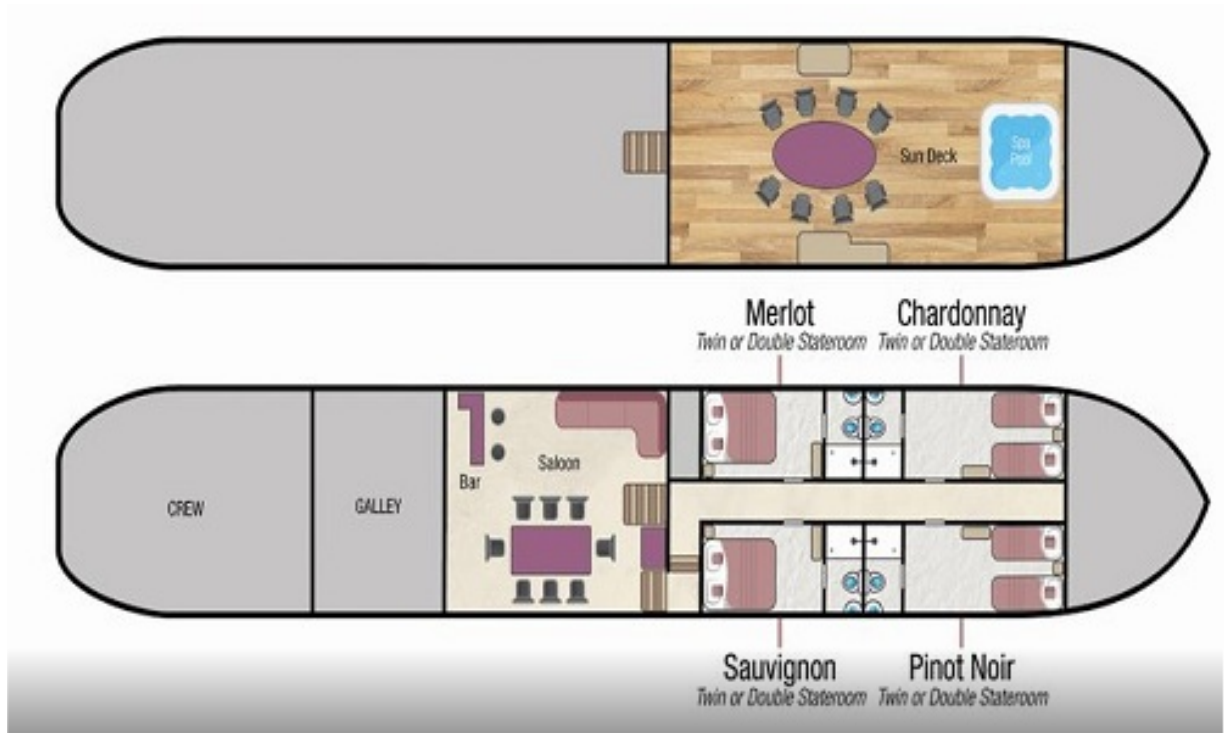 Sun Deck
Spa
Pool
Merlot
Twin or Double Stateroom
Chardonnay
Twin or Double Stateroom
CREW
GALLEY
Bar
Saloon
Sauvignon
Twin or Double Stateroom
Pinot Noir
Twin or Double Stateroom